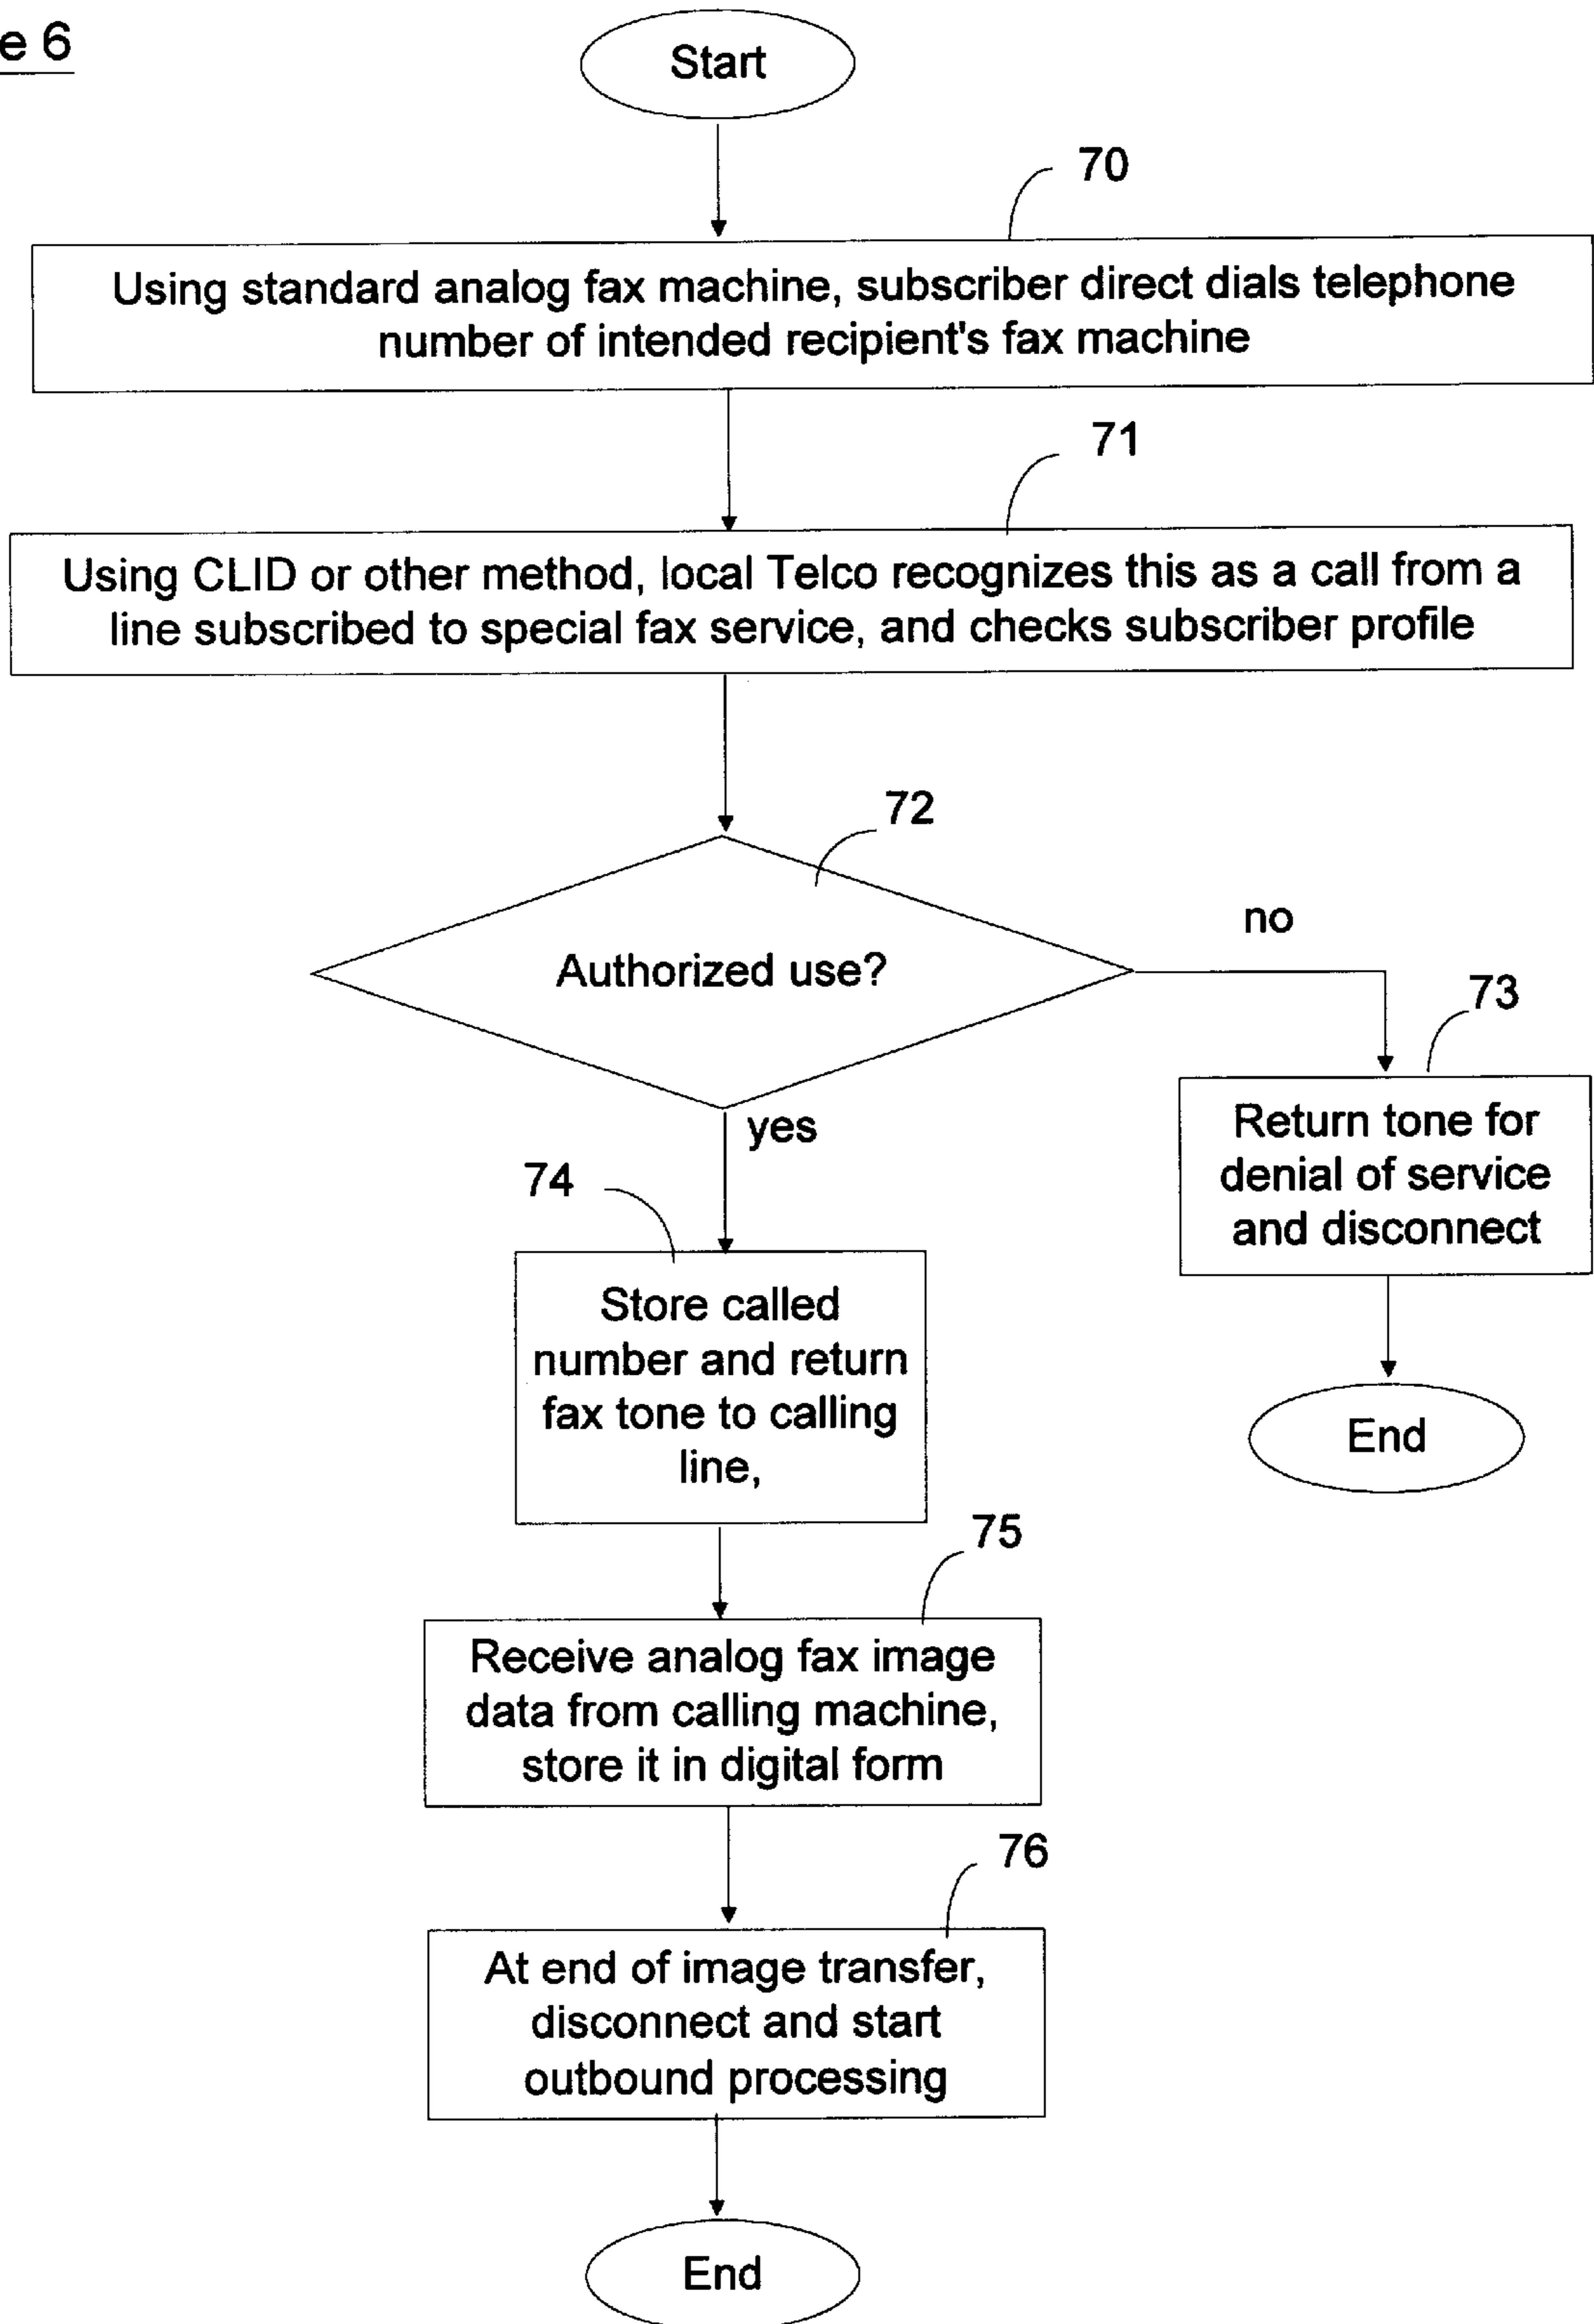 e 6
Start
70
Using standard analog fax machine, subscriber direct dials telephone
number of intended recipient's fax machine
71
Using CLID or other method, local Telco recognizes this as a call from a
line subscribed to special fax service, and checks subscriber profile
72
Authorized use?
no
73
Return tone for
denial of service
and disconnect
End
yes
74
Store called
number and return
fax tone to calling
line,
75
Receive analog fax image
data from calling machine,
store it in digital form
76
At end of image transfer,
disconnect and start
outbound processing
End